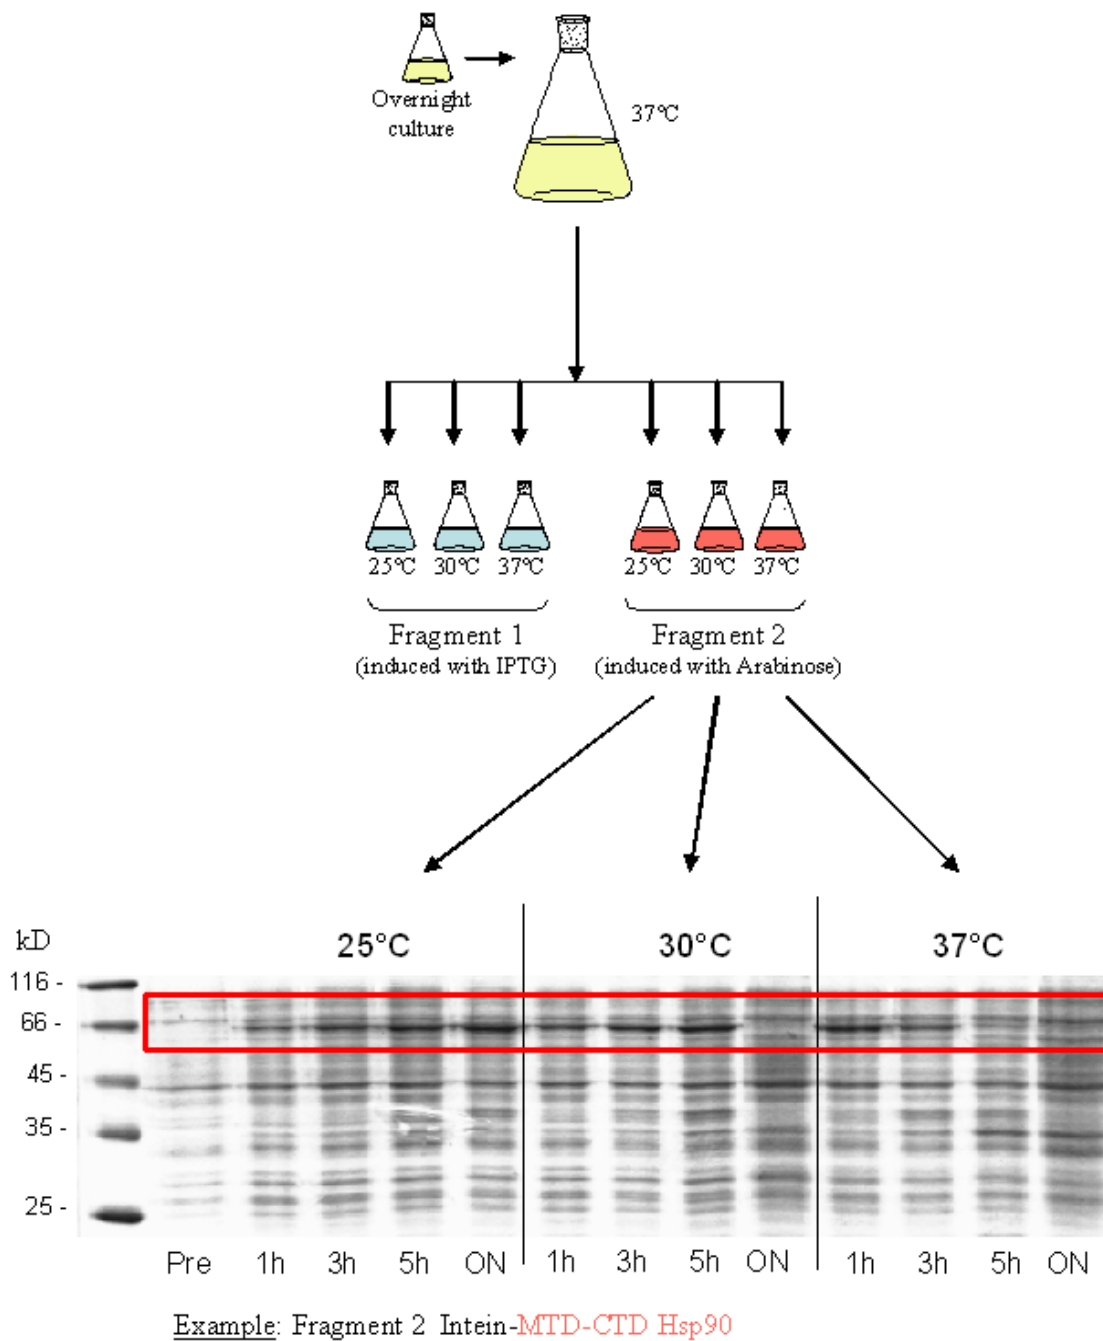 Overnight
culture
37°C
25°C 30°C 37°C
25°C 30°C 37°C
Fragment 1
(induced with IPTG)
Fragment 2
(induced with Arabinose)
kD
25°C 30°C 37°C
116 -
66 -
45 -
35 -
25 -
Pre 1h 3h 5h ON 1h 3h 5h ON 1h 3h 5h ON
Example: Fragment 2 Intein-MTD-CTD Hsp90